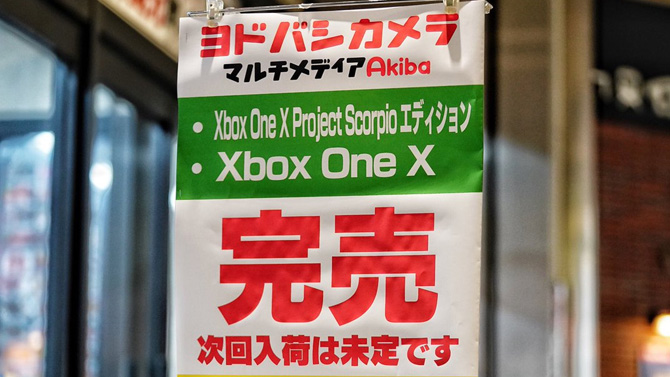 ヨドバシカメラ
マルチメディアAkiba
• Xbox One X Project Scorpio エディション
• Xbox One X
完売
次回入荷は未定です